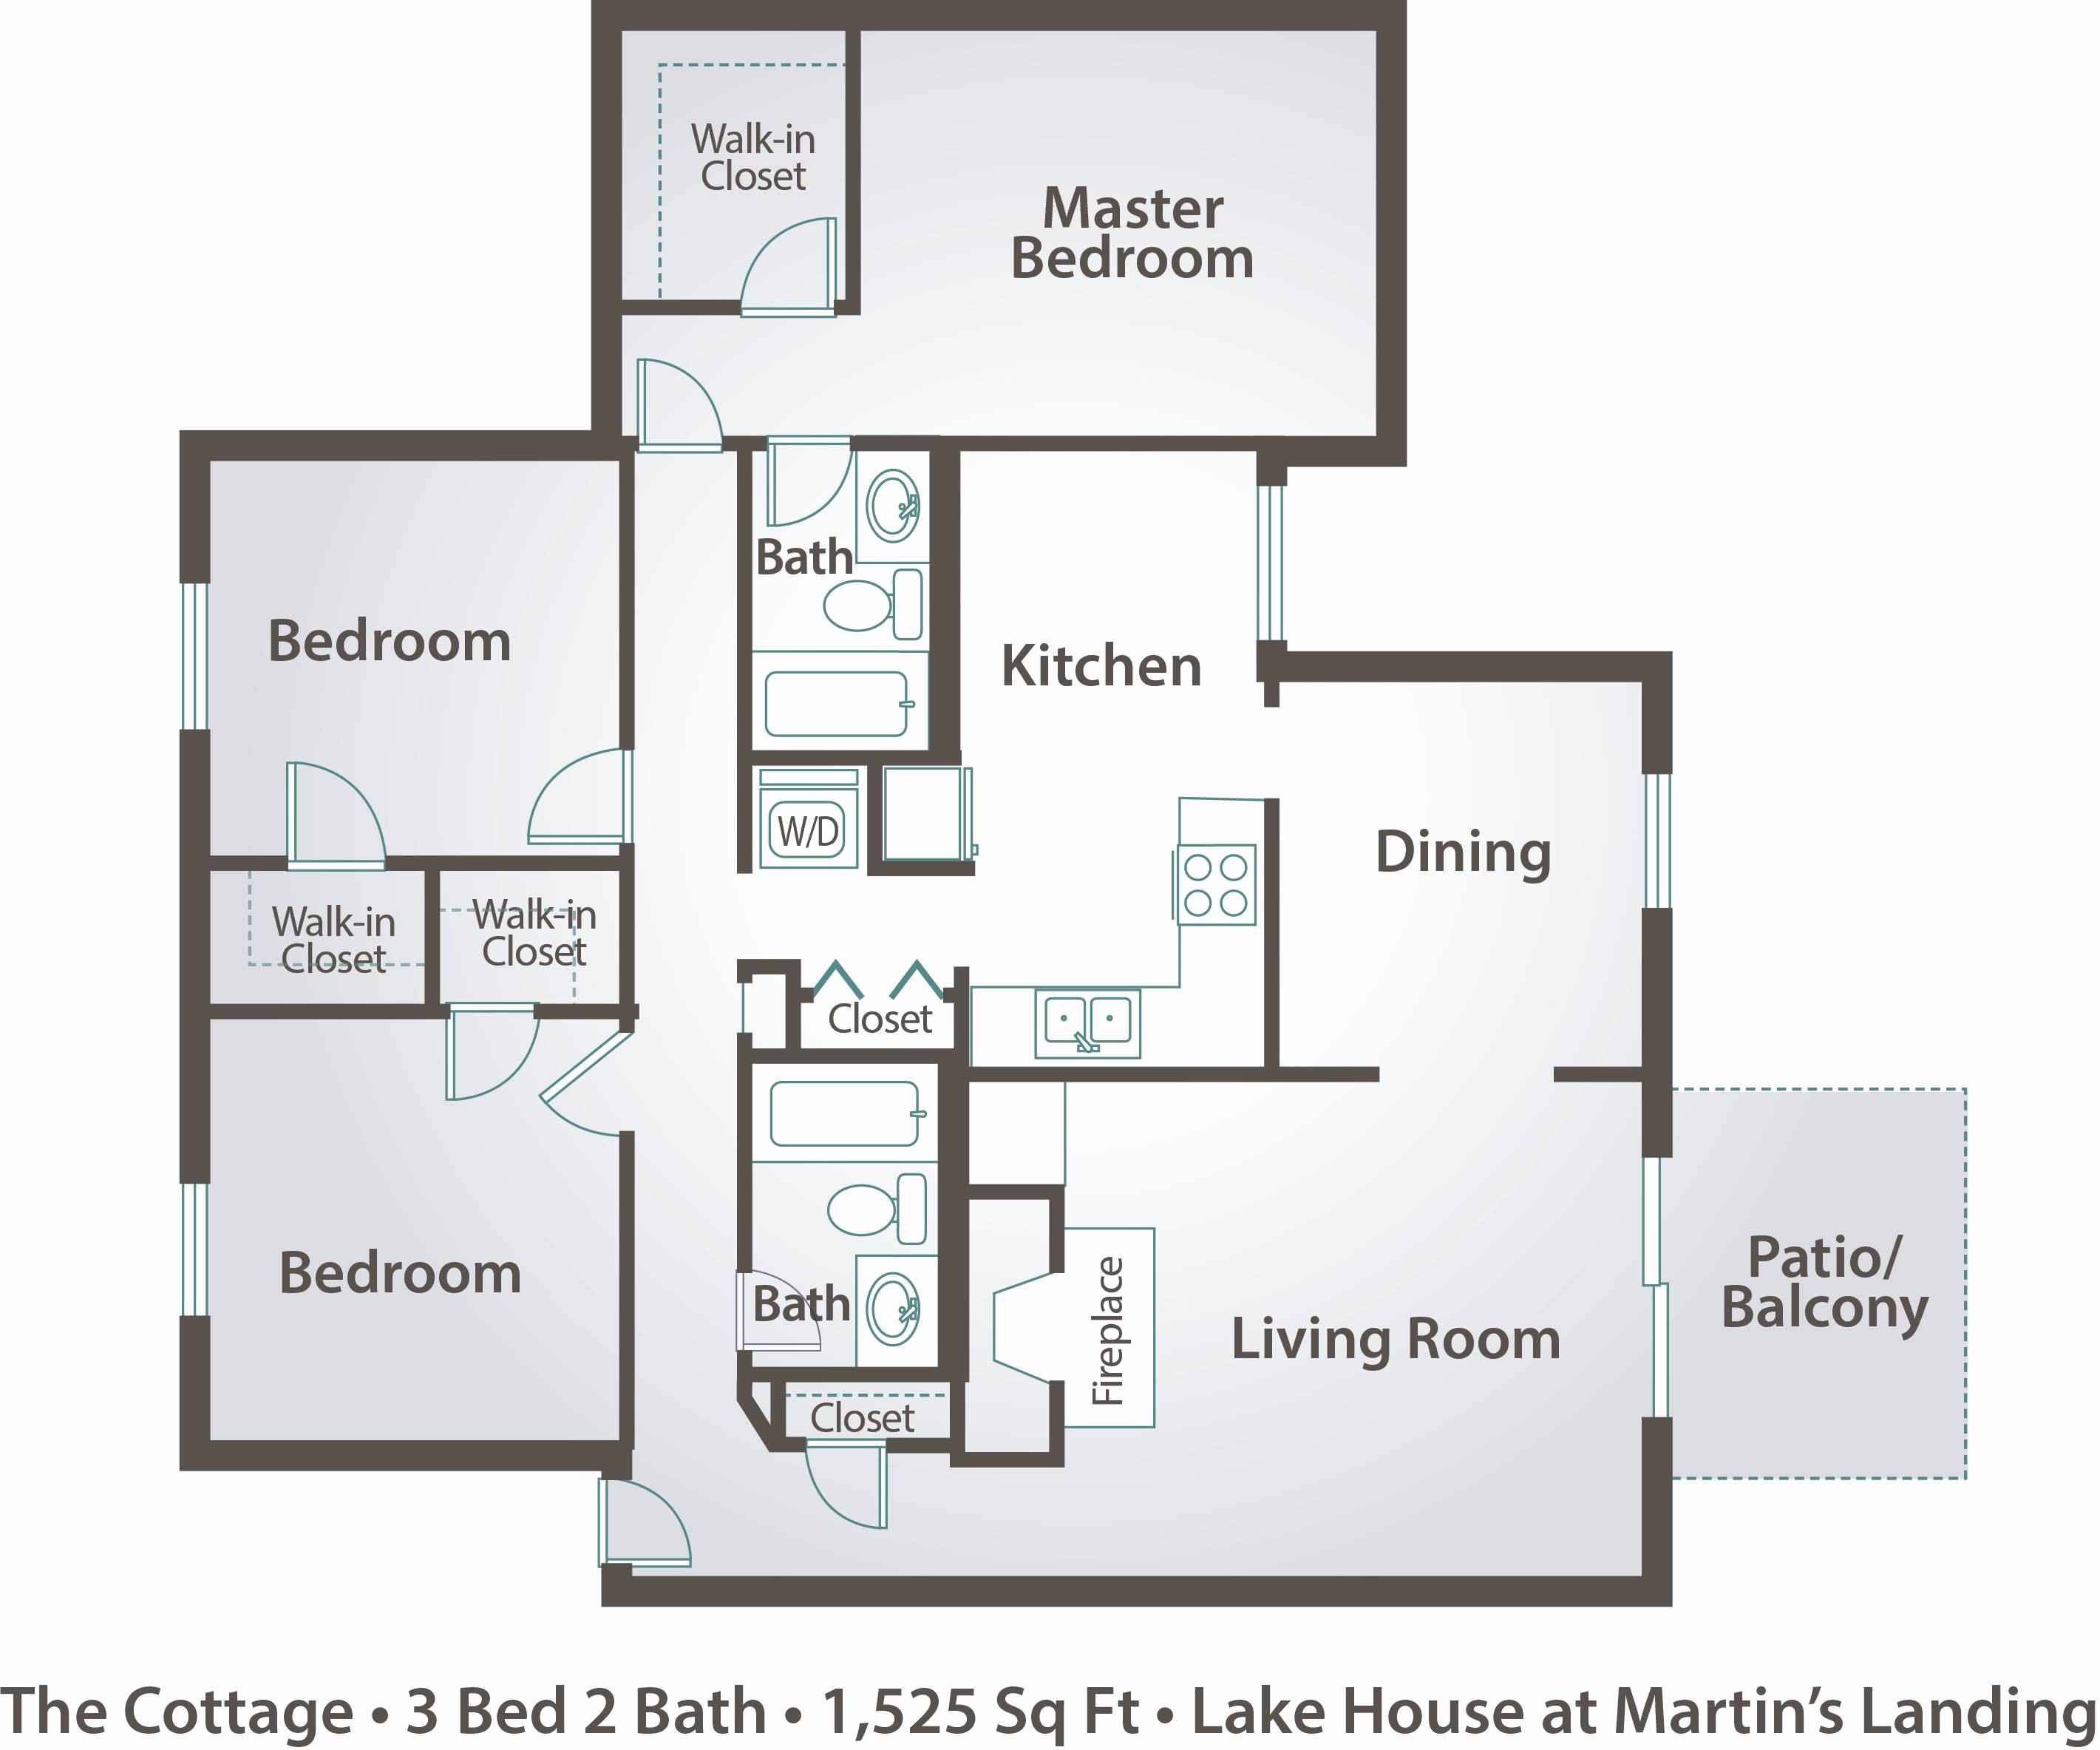 Walk-in
Closet
Master
Bedroom
Bath
Bedroom
Kitchen
W/D
Dining
Walk-in
Closet
Walk-in
Closet
Closet
Bedroom
Bath
Fireplace
Living Room
Patio/
Balcony
Closet
The Cottage • 3 Bed 2 Bath • 1,525 Sq Ft • Lake House at Martin’s Landing